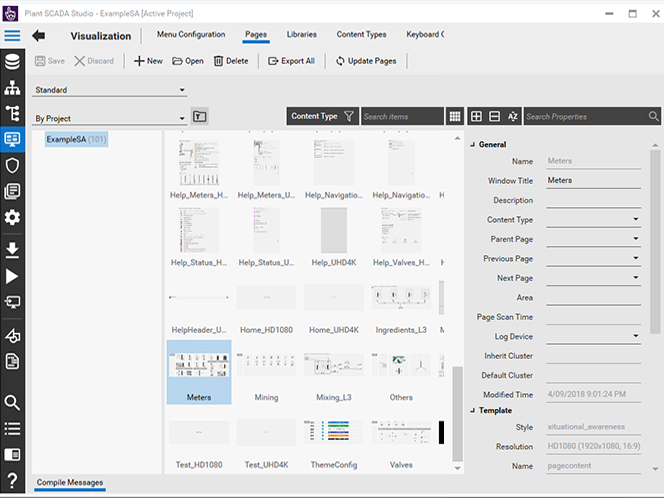 Plant SCADA Studio - ExampleSA [Active Project]
Visualization
Menu Configuration Pages Libraries Content Types Keyboard C
Save Discard New Open Delete Export All Update Pages
Standard
By Project
Content Type Search items
Search Properties
ExampleSA (101)
Help_Meters_H... Help_Meters_U... Help_Navigatio... Help_Navigatio... H
Help_Status_H... Help_Status_U... Help_UHD4K Help_Valves_H... H
HelpHeader_U... Home_HD1080 Home_UHD4K Ingredients_L3
Meters Mining Mixing_L3 Others
Test_HD1080 Test_UHD4K ThemeConfig Valves
General
Name Meters
Window Title Meters
Description
Content Type
Parent Page
Previous Page
Next Page
Area
Page Scan Time
Log Device
Inherit Cluster
Default Cluster
Modified Time 4/09/2018 9:01:24 PM
Template
Style situational_awareness
Resolution HD1080 (1920x1080, 16:9)
Name pagecontent
Compile Messages